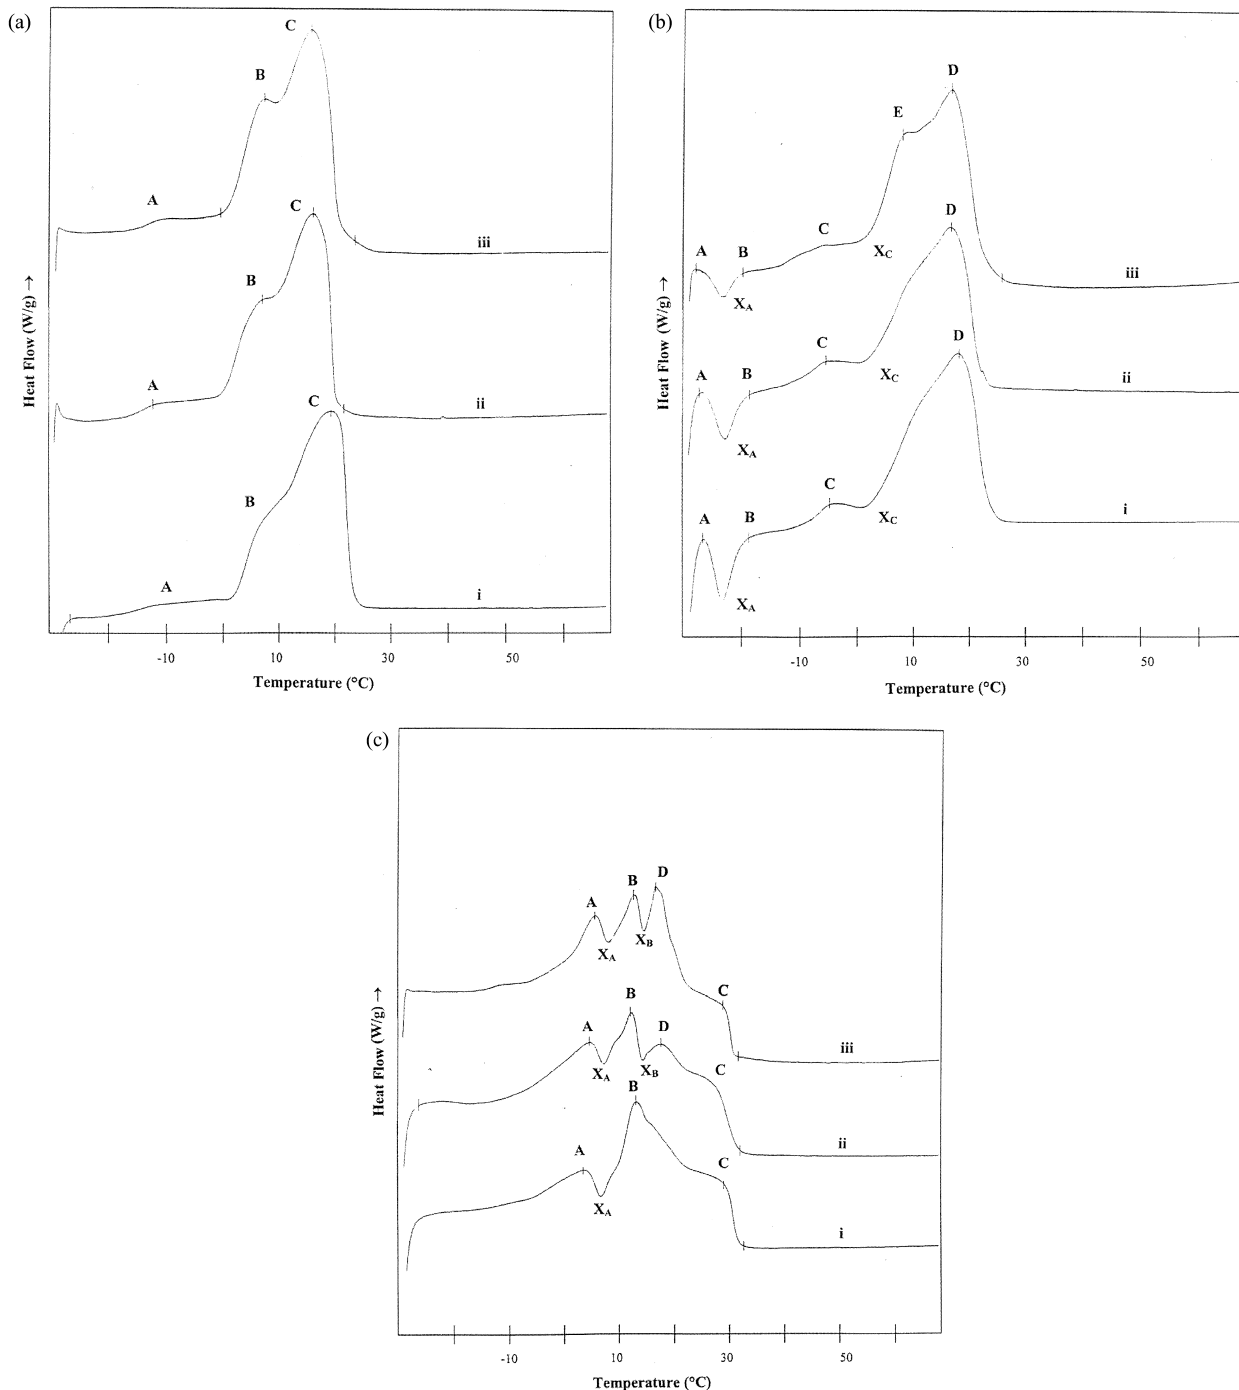 (a)
C
B
A
iii
C
B
A
ii
C
B
A
i
Heat Flow (W/g) →
-10 10 30 50
Temperature (°C)
(b)
D
E
C
A B
X_C
X_A
iii
D
C
A B
X_C
X_A
ii
D
C
A B
X_C
X_A
i
Heat Flow (W/g) →
-10 10 30 50
Temperature (°C)
(c)
D
B
A
X_B
X_A
C
iii
B
A D
X_A X_B
C
ii
B
A
X_A
C
i
Heat Flow (W/g) →
-10 10 30 50
Temperature (°C)